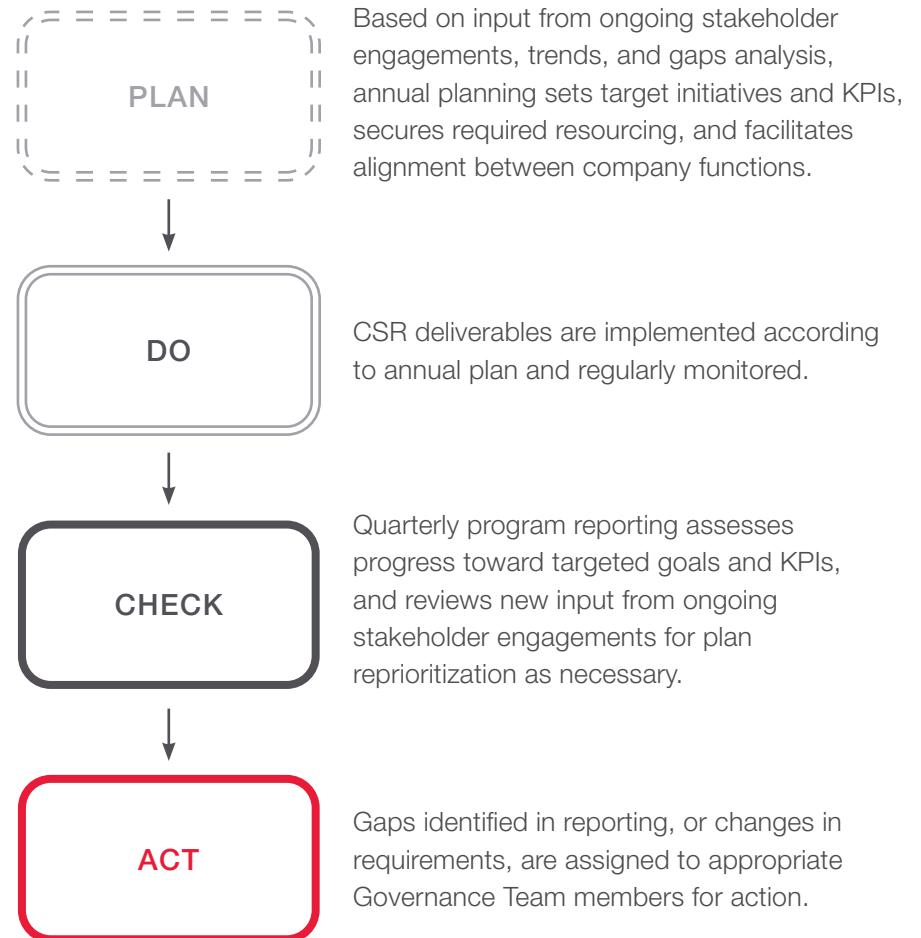 PLAN
Based on input from ongoing stakeholder
engagements, trends, and gaps analysis,
annual planning sets target initiatives and KPIs,
secures required resourcing, and facilitates
alignment between company functions.
DO
CSR deliverables are implemented according
to annual plan and regularly monitored.
CHECK
Quarterly program reporting assesses
progress toward targeted goals and KPIs,
and reviews new input from ongoing
stakeholder engagements for plan
reprioritization as necessary.
ACT
Gaps identified in reporting, or changes in
requirements, are assigned to appropriate
Governance Team members for action.